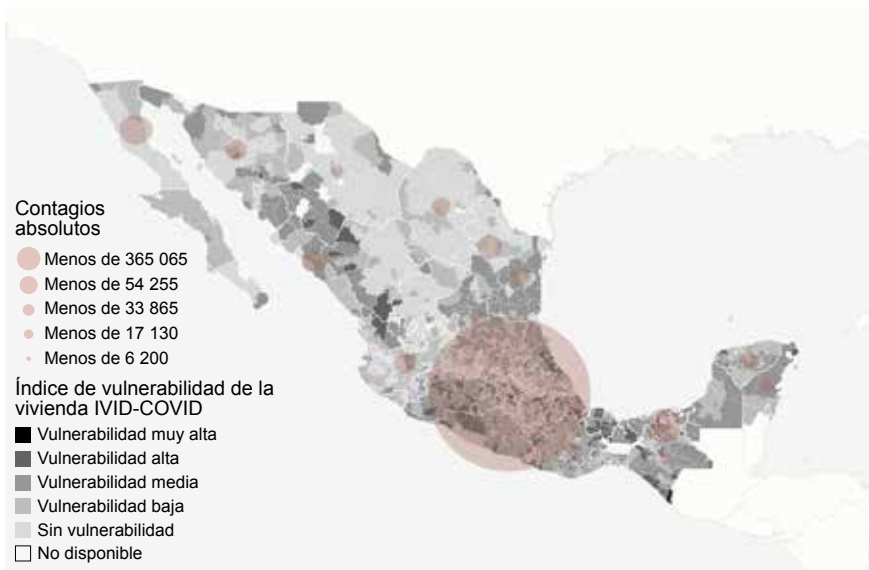 Contagios
absolutos
Menos de 365 065
Menos de 54 255
Menos de 33 865
Menos de 17 130
Menos de 6 200
Índice de vulnerabilidad de la
vivienda IVID-COVID
Vulnerabilidad muy alta
Vulnerabilidad alta
Vulnerabilidad media
Vulnerabilidad baja
Sin vulnerabilidad
No disponible